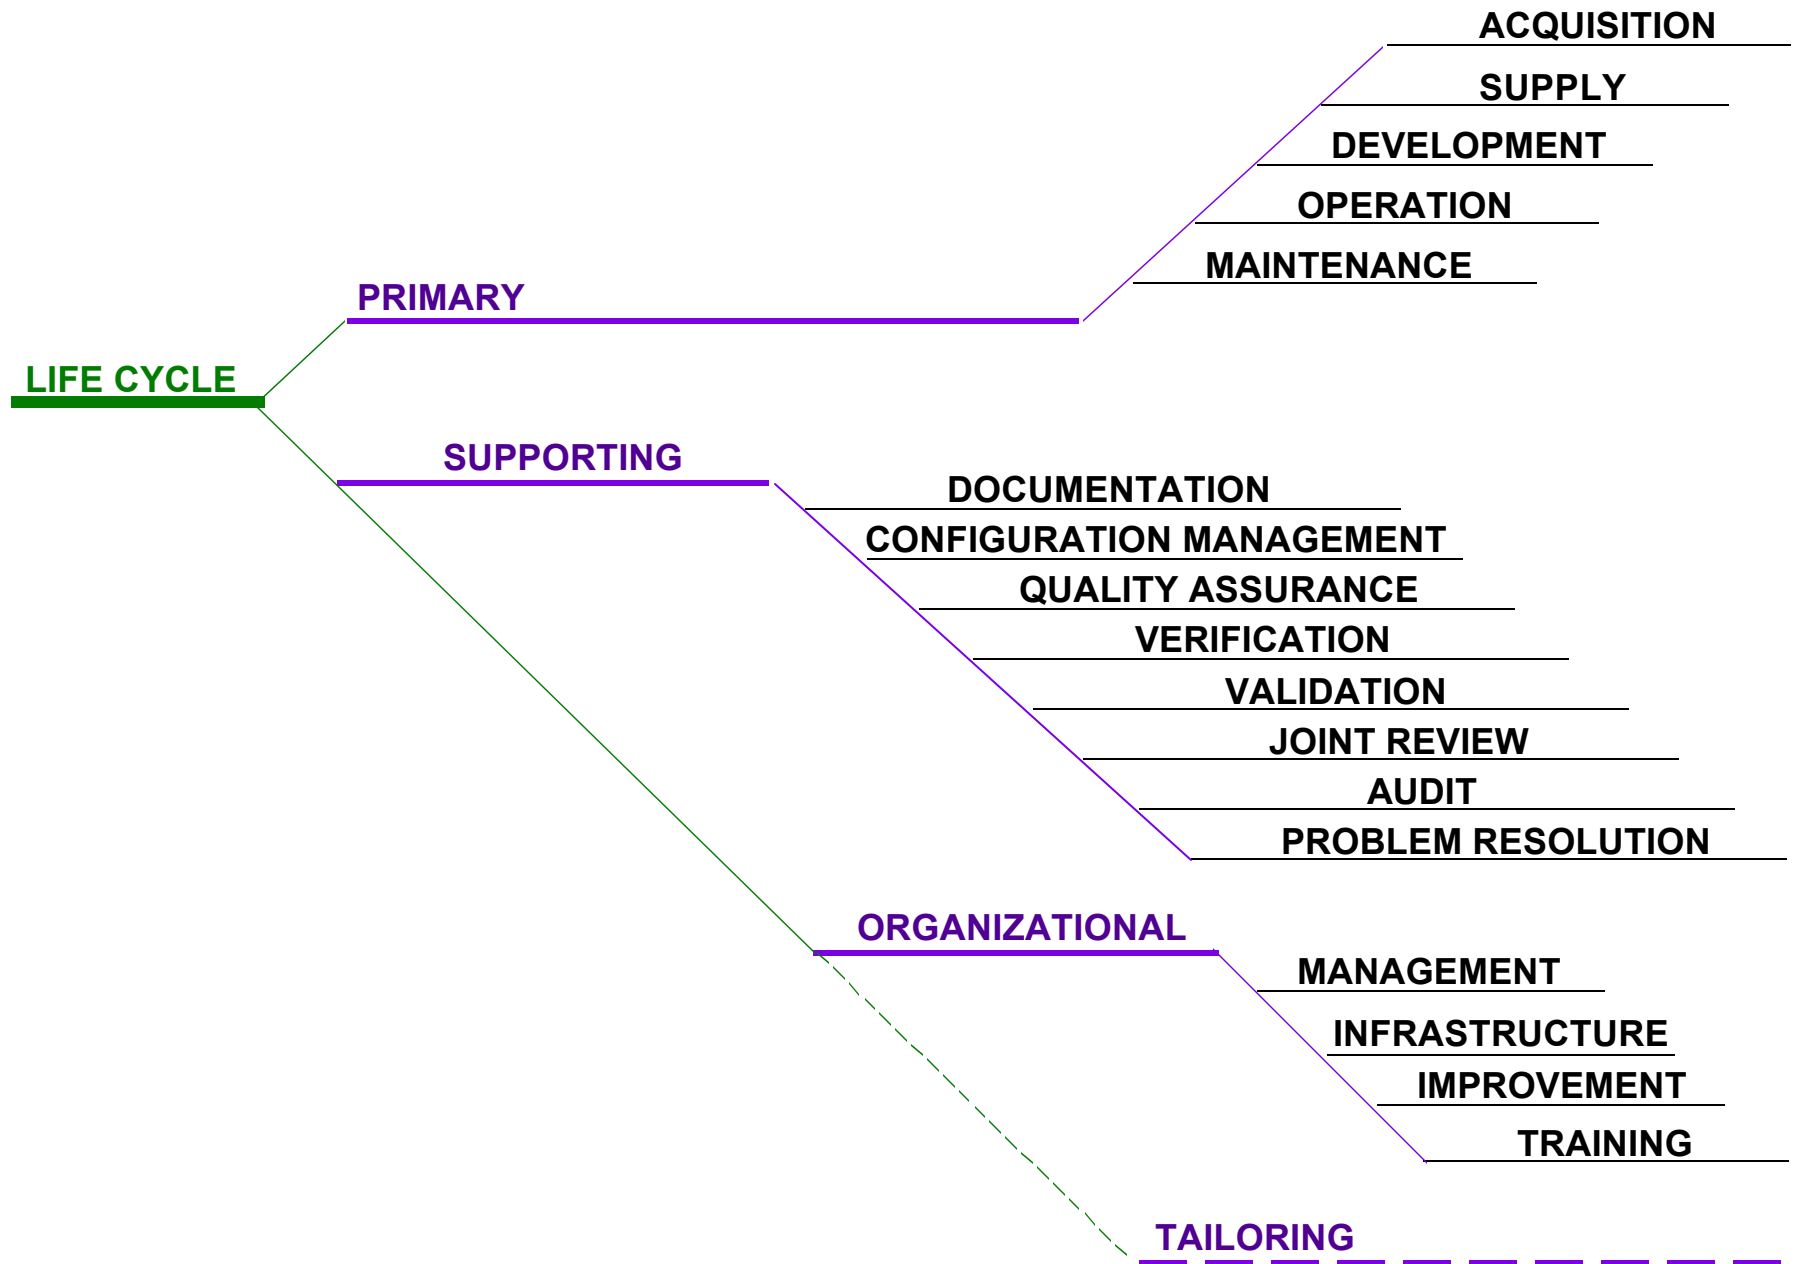 ACQUISITION
SUPPLY
DEVELOPMENT
OPERATION
MAINTENANCE
PRIMARY
LIFE CYCLE
SUPPORTING
DOCUMENTATION
CONFIGURATION MANAGEMENT
QUALITY ASSURANCE
VERIFICATION
VALIDATION
JOINT REVIEW
AUDIT
PROBLEM RESOLUTION
ORGANIZATIONAL
MANAGEMENT
INFRASTRUCTURE
IMPROVEMENT
TRAINING
TAILORING